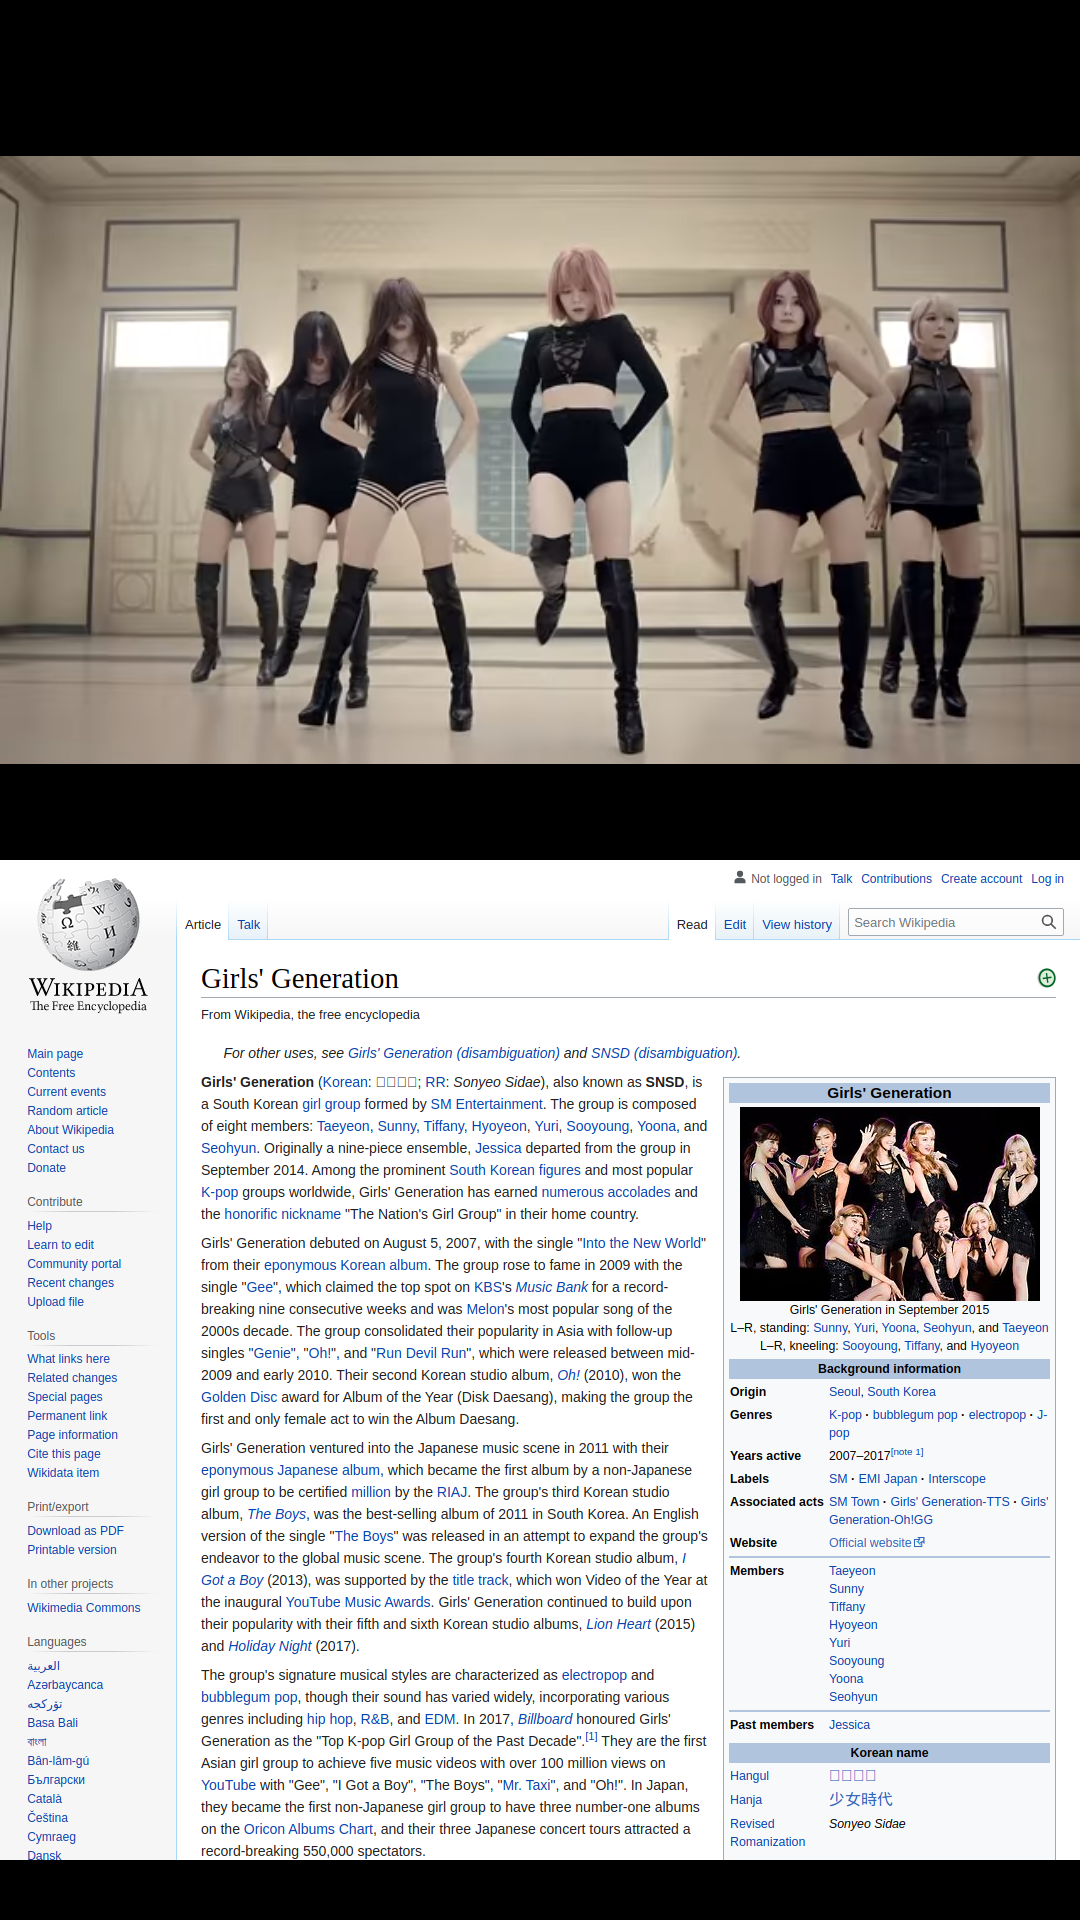 Not logged in Talk Contributions Create account Log in
Article Talk Read Edit View history Search Wikipedia
WIKIPEDIA
The Free Encyclopedia
Main page
Contents
Current events
Random article
About Wikipedia
Contact us
Donate
Contribute
Help
Learn to edit
Community portal
Recent changes
Upload file
Tools
What links here
Related changes
Special pages
Permanent link
Page information
Cite this page
Wikidata item
Print/export
Download as PDF
Printable version
In other projects
Wikimedia Commons
Languages
العربية
Azərbaycanca
تۆرکجه
Basa Bali
বাংলা
Bân-lâm-gú
Български
Català
Čeština
Cymraeg
Dansk
Girls' Generation
From Wikipedia, the free encyclopedia
For other uses, see Girls' Generation (disambiguation) and SNSD (disambiguation).
Girls' Generation (Korean: ; RR: Sonyeo Sidae), also known as SNSD, is
a South Korean girl group formed by SM Entertainment. The group is composed
of eight members: Taeyeon, Sunny, Tiffany, Hyoyeon, Yuri, Sooyoung, Yoona, and
Seohyun. Originally a nine-piece ensemble, Jessica departed from the group in
September 2014. Among the prominent South Korean figures and most popular
K-pop groups worldwide, Girls' Generation has earned numerous accolades and
the honorific nickname "The Nation's Girl Group" in their home country.
Girls' Generation debuted on August 5, 2007, with the single "Into the New World"
from their eponymous Korean album. The group rose to fame in 2009 with the
single "Gee", which claimed the top spot on KBS's Music Bank for a record-
breaking nine consecutive weeks and was Melon's most popular song of the
2000s decade. The group consolidated their popularity in Asia with follow-up
singles "Genie", "Oh!", and "Run Devil Run", which were released between mid-
2009 and early 2010. Their second Korean studio album, Oh! (2010), won the
Golden Disc award for Album of the Year (Disk Daesang), making the group the
first and only female act to win the Album Daesang.
Girls' Generation ventured into the Japanese music scene in 2011 with their
eponymous Japanese album, which became the first album by a non-Japanese
girl group to be certified million by the RIAJ. The group's third Korean studio
album, The Boys, was the best-selling album of 2011 in South Korea. An English
version of the single "The Boys" was released in an attempt to expand the group's
endeavor to the global music scene. The group's fourth Korean studio album, I
Got a Boy (2013), was supported by the title track, which won Video of the Year at
the inaugural YouTube Music Awards. Girls' Generation continued to build upon
their popularity with their fifth and sixth Korean studio albums, Lion Heart (2015)
and Holiday Night (2017).
The group's signature musical styles are characterized as electropop and
bubblegum pop, though their sound has varied widely, incorporating various
genres including hip hop, R&B, and EDM. In 2017, Billboard honoured Girls'
Generation as the "Top K-pop Girl Group of the Past Decade".[1] They are the first
Asian girl group to achieve five music videos with over 100 million views on
YouTube with "Gee", "I Got a Boy", "The Boys", "Mr. Taxi", and "Oh!". In Japan,
they became the first non-Japanese girl group to have three number-one albums
on the Oricon Albums Chart, and their three Japanese concert tours attracted a
record-breaking 550,000 spectators.
Girls' Generation
Girls' Generation in September 2015
L–R, standing: Sunny, Yuri, Yoona, Seohyun, and Taeyeon
L–R, kneeling: Sooyoung, Tiffany, and Hyoyeon
Background information
Origin Seoul, South Korea
Genres K-pop · bubblegum pop · electropop · J-
pop
Years active 2007–2017[note 1]
Labels SM · EMI Japan · Interscope
Associated acts SM Town · Girls' Generation-TTS · Girls'
Generation-Oh!GG
Website Official website
Members Taeyeon
Sunny
Tiffany
Hyoyeon
Yuri
Sooyoung
Yoona
Seohyun
Past members Jessica
Korean name
Hangul
Hanja 少女時代
Revised Sonyeo Sidae
Romanization